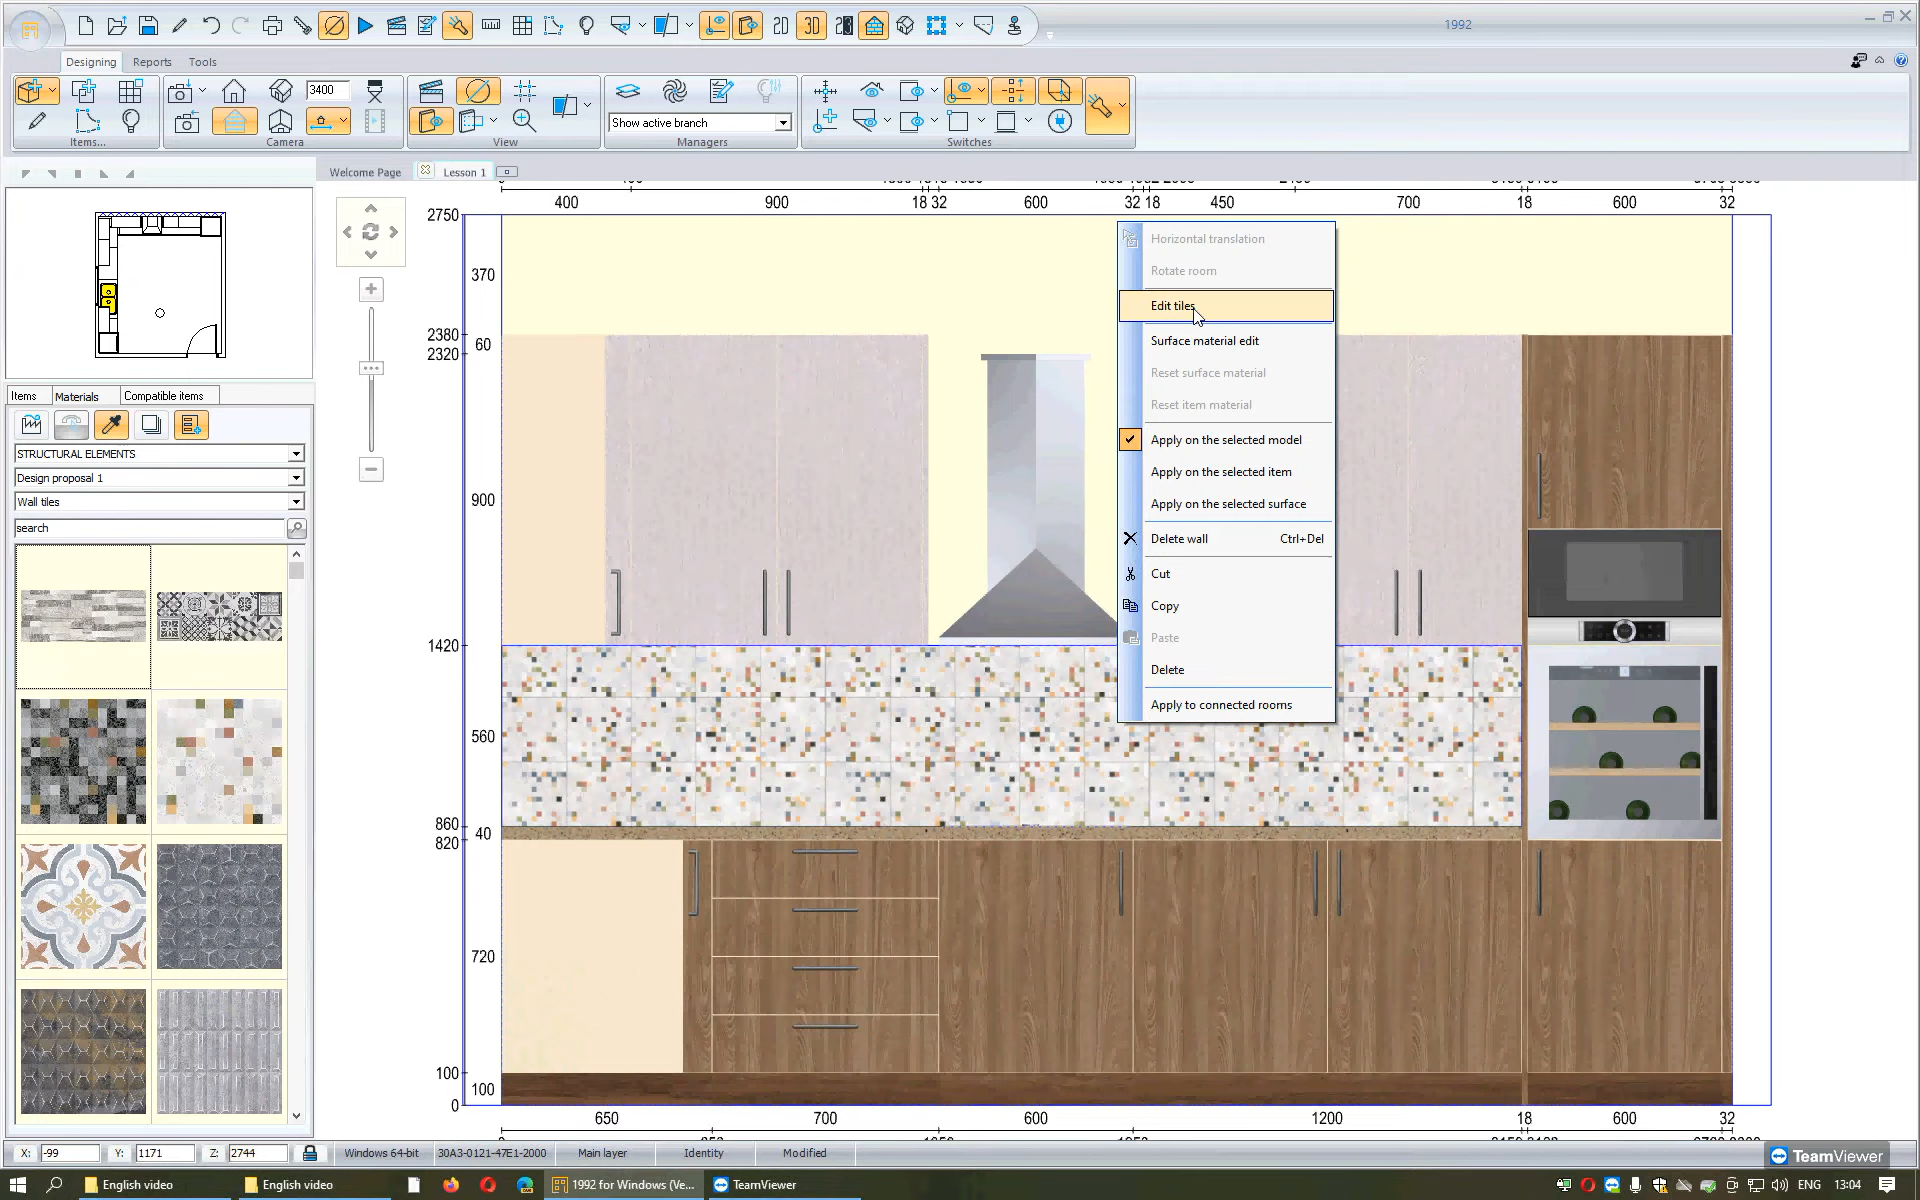 1992
Designing
Reports
Tools
2D
3D
3400
Show active branch
Items...
Camera
View
Managers
Switches
Welcome Page
Lesson 1
400
900
18 32
600
32 18
450
700
18
600
32
2750
370
2380
60
2320
900
1420
560
860
40
820
720
100
100
0
650
700
600
1200
18
600
32
Horizontal translation
Rotate room
Edit tiles
Surface material edit
Reset surface material
Reset item material
Apply on the selected model
Apply on the selected item
Apply on the selected surface
Delete wall Ctrl+Del
Cut
Copy
Paste
Delete
Apply to connected rooms
Items
Materials
Compatible items
STRUCTURAL ELEMENTS
Design proposal 1
Wall tiles
search
X: -99 Y: 1171 Z: 2744
Windows 64-bit
30A3-0121-47E1-2000
Main layer
Identity
Modified
TeamViewer
English video
English video
1992 for Windows (Ve...
TeamViewer
ENG
13:04